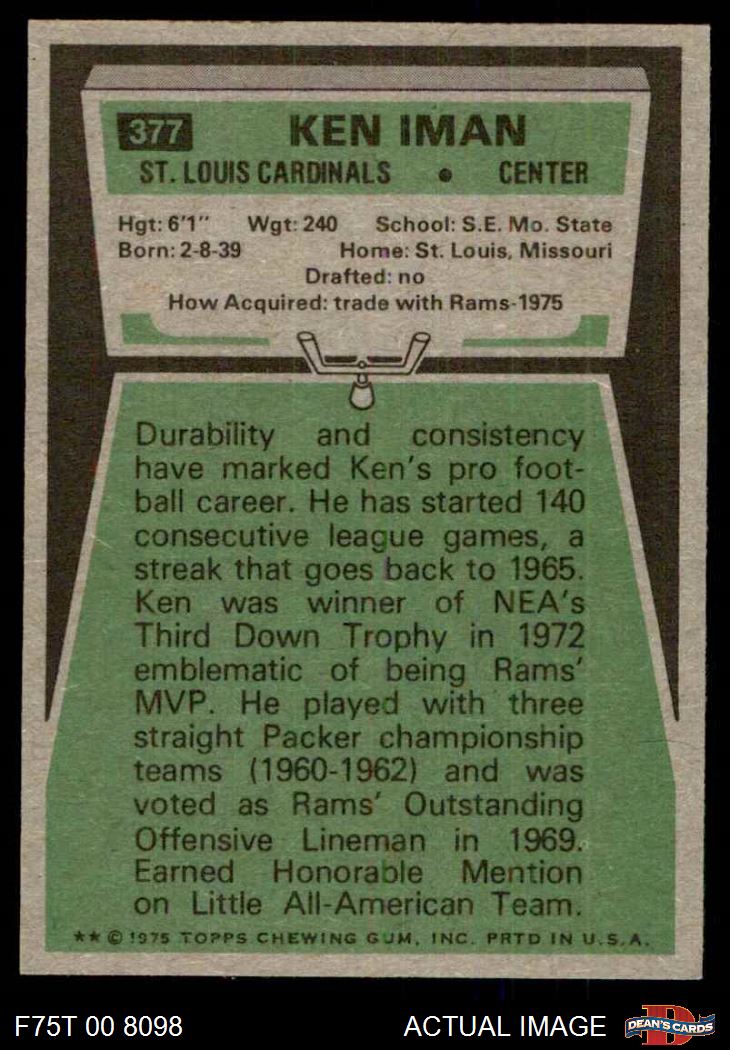 377 KEN IMAN
ST. LOUIS CARDINALS • CENTER
Hgt: 6'1" Wgt: 240 School: S.E. Mo. State
Born: 2-8-39 Home: St. Louis, Missouri
Drafted: no
How Acquired: trade with Rams-1975
Durability and consistency
have marked Ken's pro foot-
ball career. He has started 140
consecutive league games, a
streak that goes back to 1965.
Ken was winner of NEA's
Third Down Trophy in 1972
emblematic of being Rams'
MVP. He played with three
straight Packer championship
teams (1960-1962) and was
voted as Rams' Outstanding
Offensive Lineman in 1969.
Earned Honorable Mention
on Little All-American Team.
** © 1975 TOPPS CHEWING GUM, INC. PRTD IN U.S.A.
F75T 00 8098 ACTUAL IMAGE DEAN'S CARDS